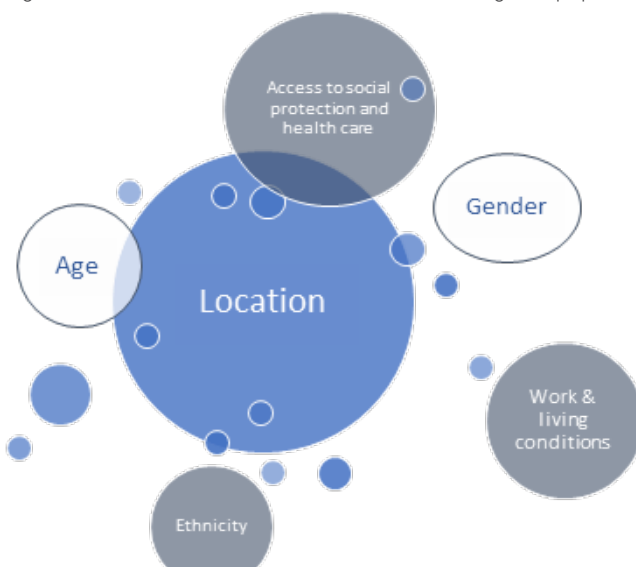 Access to social
protection and
health care
Gender
Age
Location
Work &
living
conditions
Ethnicity